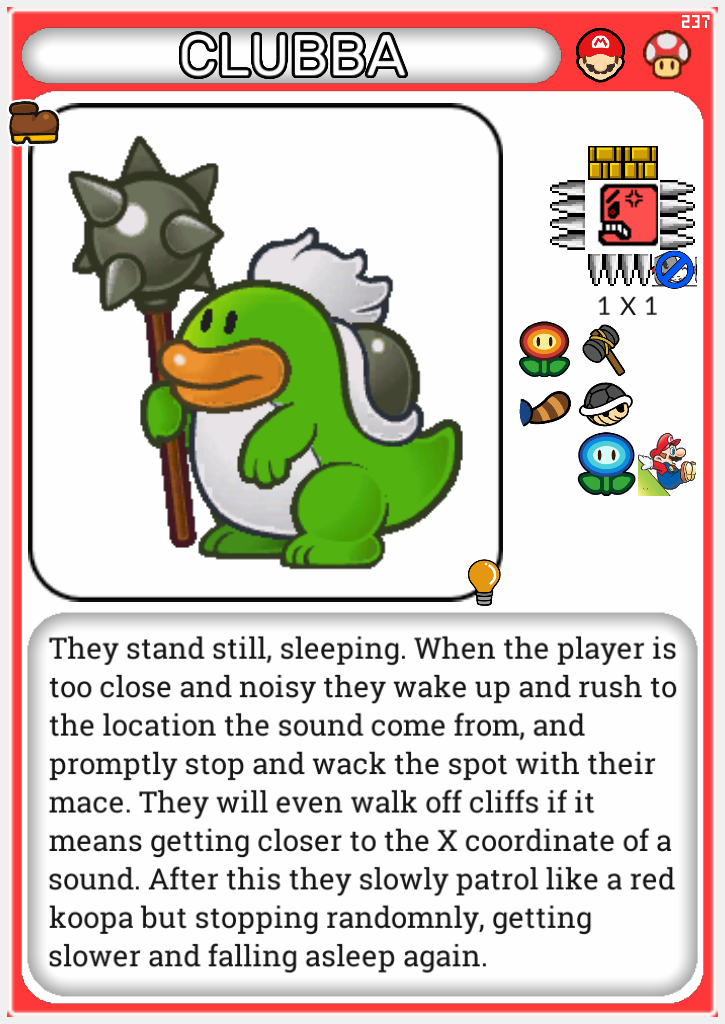 237
CLUBBA
1 X 1
They stand still, sleeping. When the player is
too close and noisy they wake up and rush to
the location the sound come from, and
promptly stop and wack the spot with their
mace. They will even walk off cliffs if it
means getting closer to the X coordinate of a
sound. After this they slowly patrol like a red
koopa but stopping randomnly, getting
slower and falling asleep again.